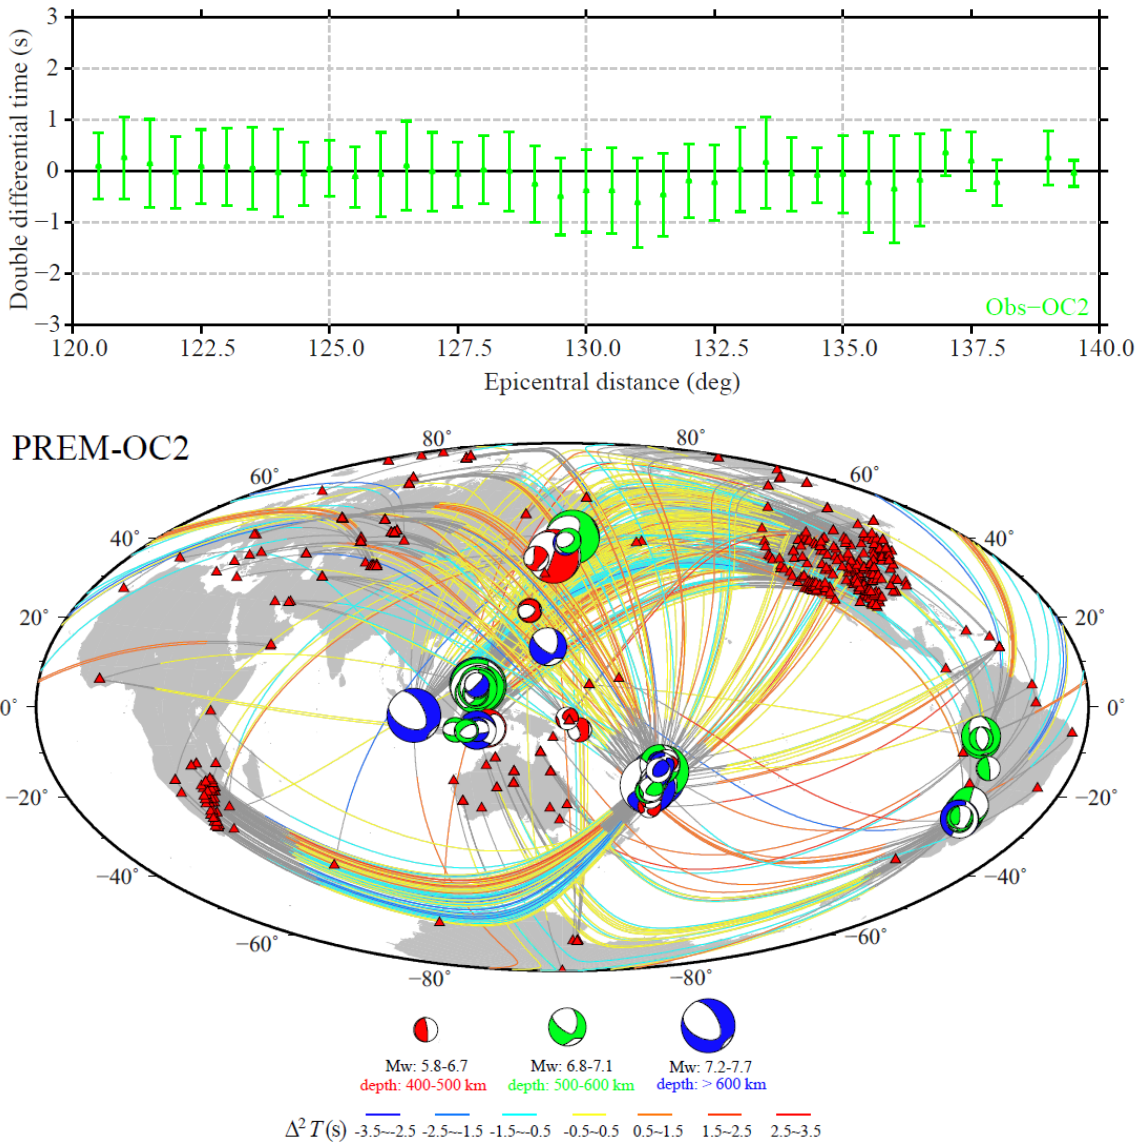 3
2
1
0
−1
−2
−3
Double differential time (s)
Obs−OC2
120.0 122.5 125.0 127.5 130.0 132.5 135.0 137.5 140.0
Epicentral distance (deg)
PREM-OC2
80° 80°
60° 60°
40° 40°
20° 20°
0° 0°
−20° −20°
−40° −40°
−60° −60°
−80° −80°
Mw: 5.8-6.7 Mw: 6.8-7.1 Mw: 7.2-7.7
depth: 400-500 km depth: 500-600 km depth: > 600 km
Δ² T(s) -3.5~-2.5 -2.5~-1.5 -1.5~-0.5 -0.5~0.5 0.5~1.5 1.5~2.5 2.5~3.5